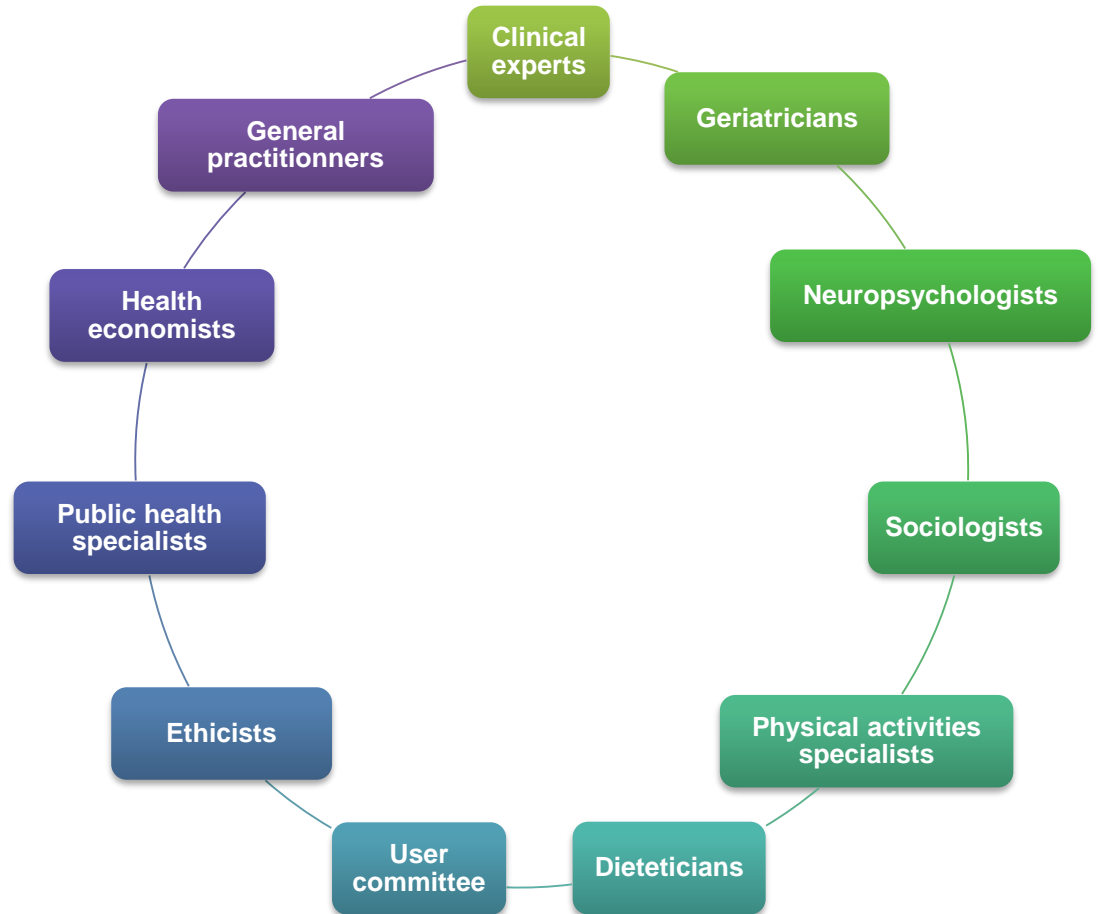 Clinical
experts
Geriatricians
Neuropsychologists
Sociologists
Physical activities
specialists
Dieteticians
User
committee
Ethicists
Public health
specialists
Health
economists
General
practitionners